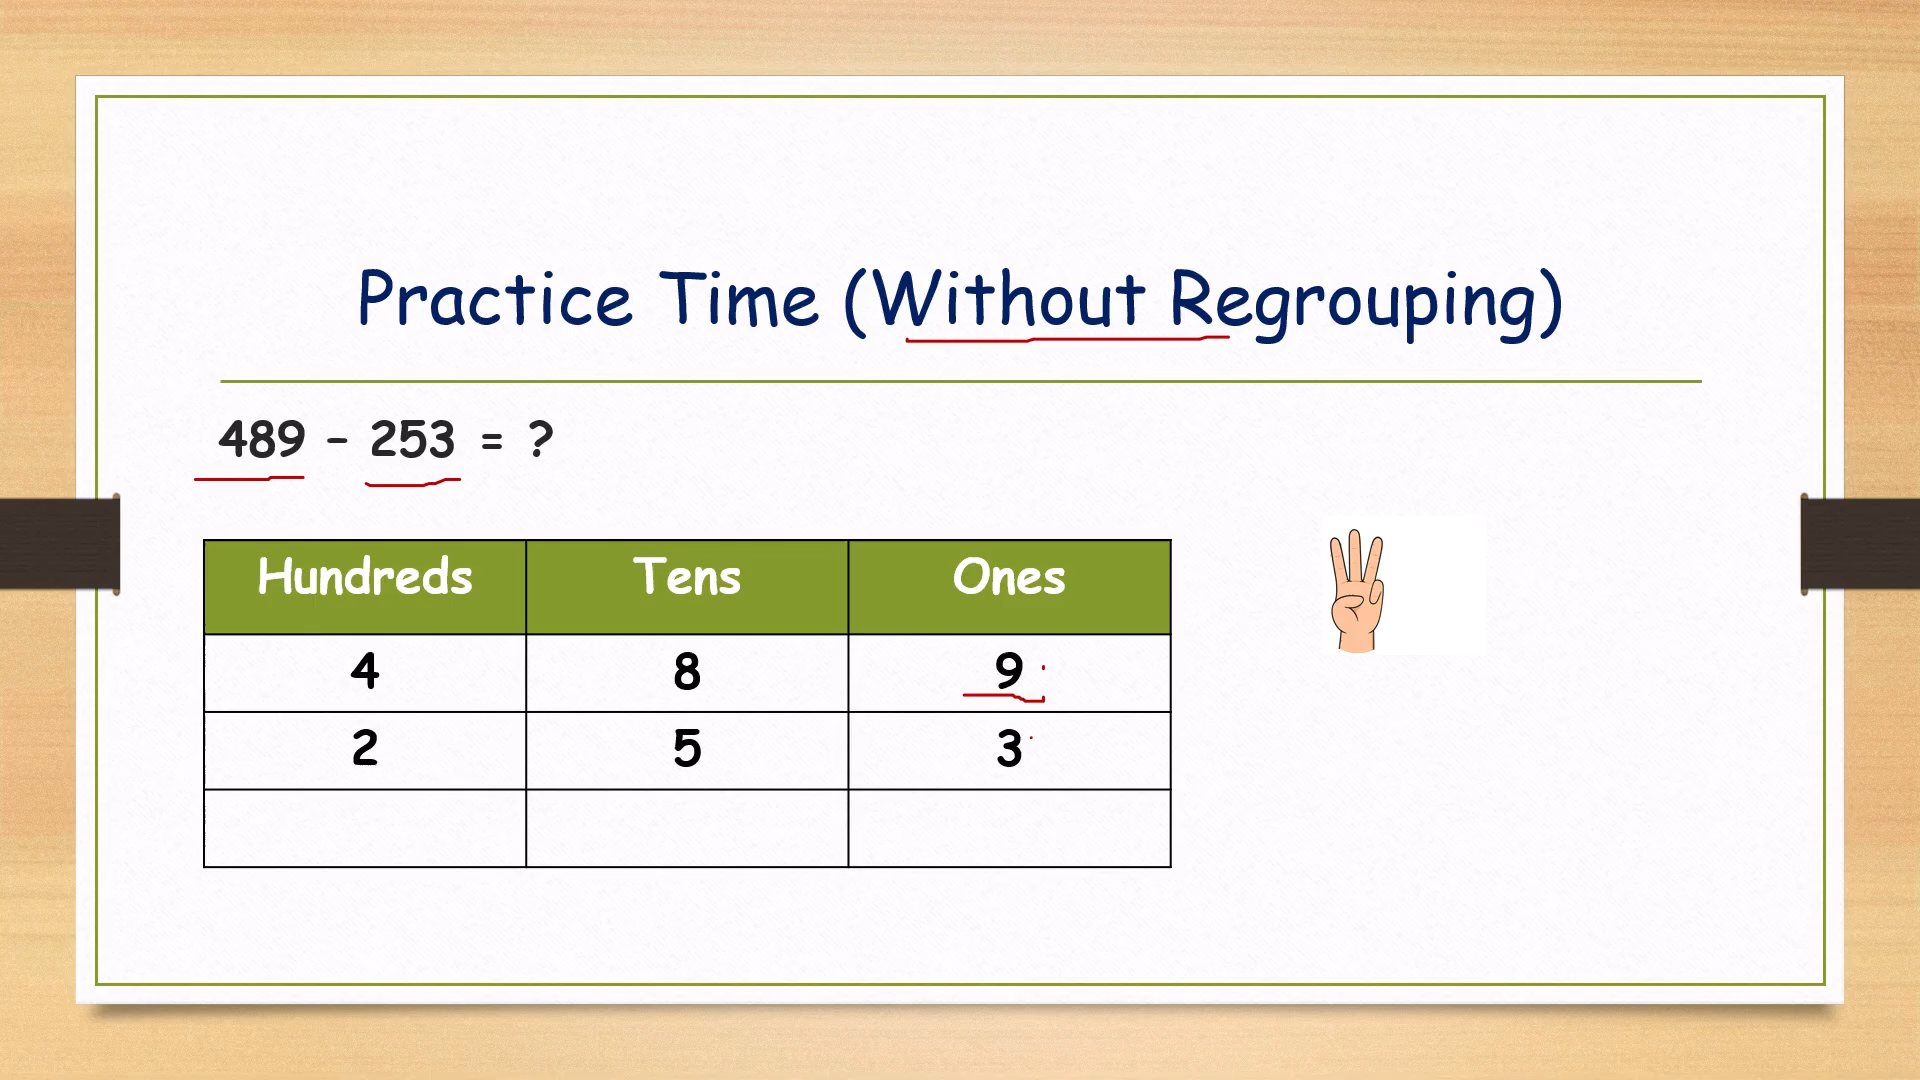 Practice Time (Without Regrouping)
489 - 253 = ?
Hundreds Tens Ones
4 8 9
2 5 3